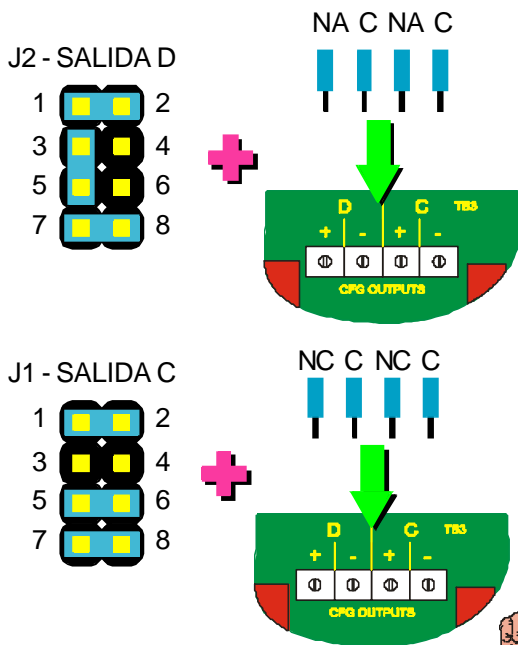 NA C NA C
J2 - SALIDA D
1 2
3 4
5 6
7 8
D C TB3
+ - + -
CFG OUTPUTS
NC C NC C
J1 - SALIDA C
1 2
3 4
5 6
7 8
D C TB3
+ - + -
CFG OUTPUTS